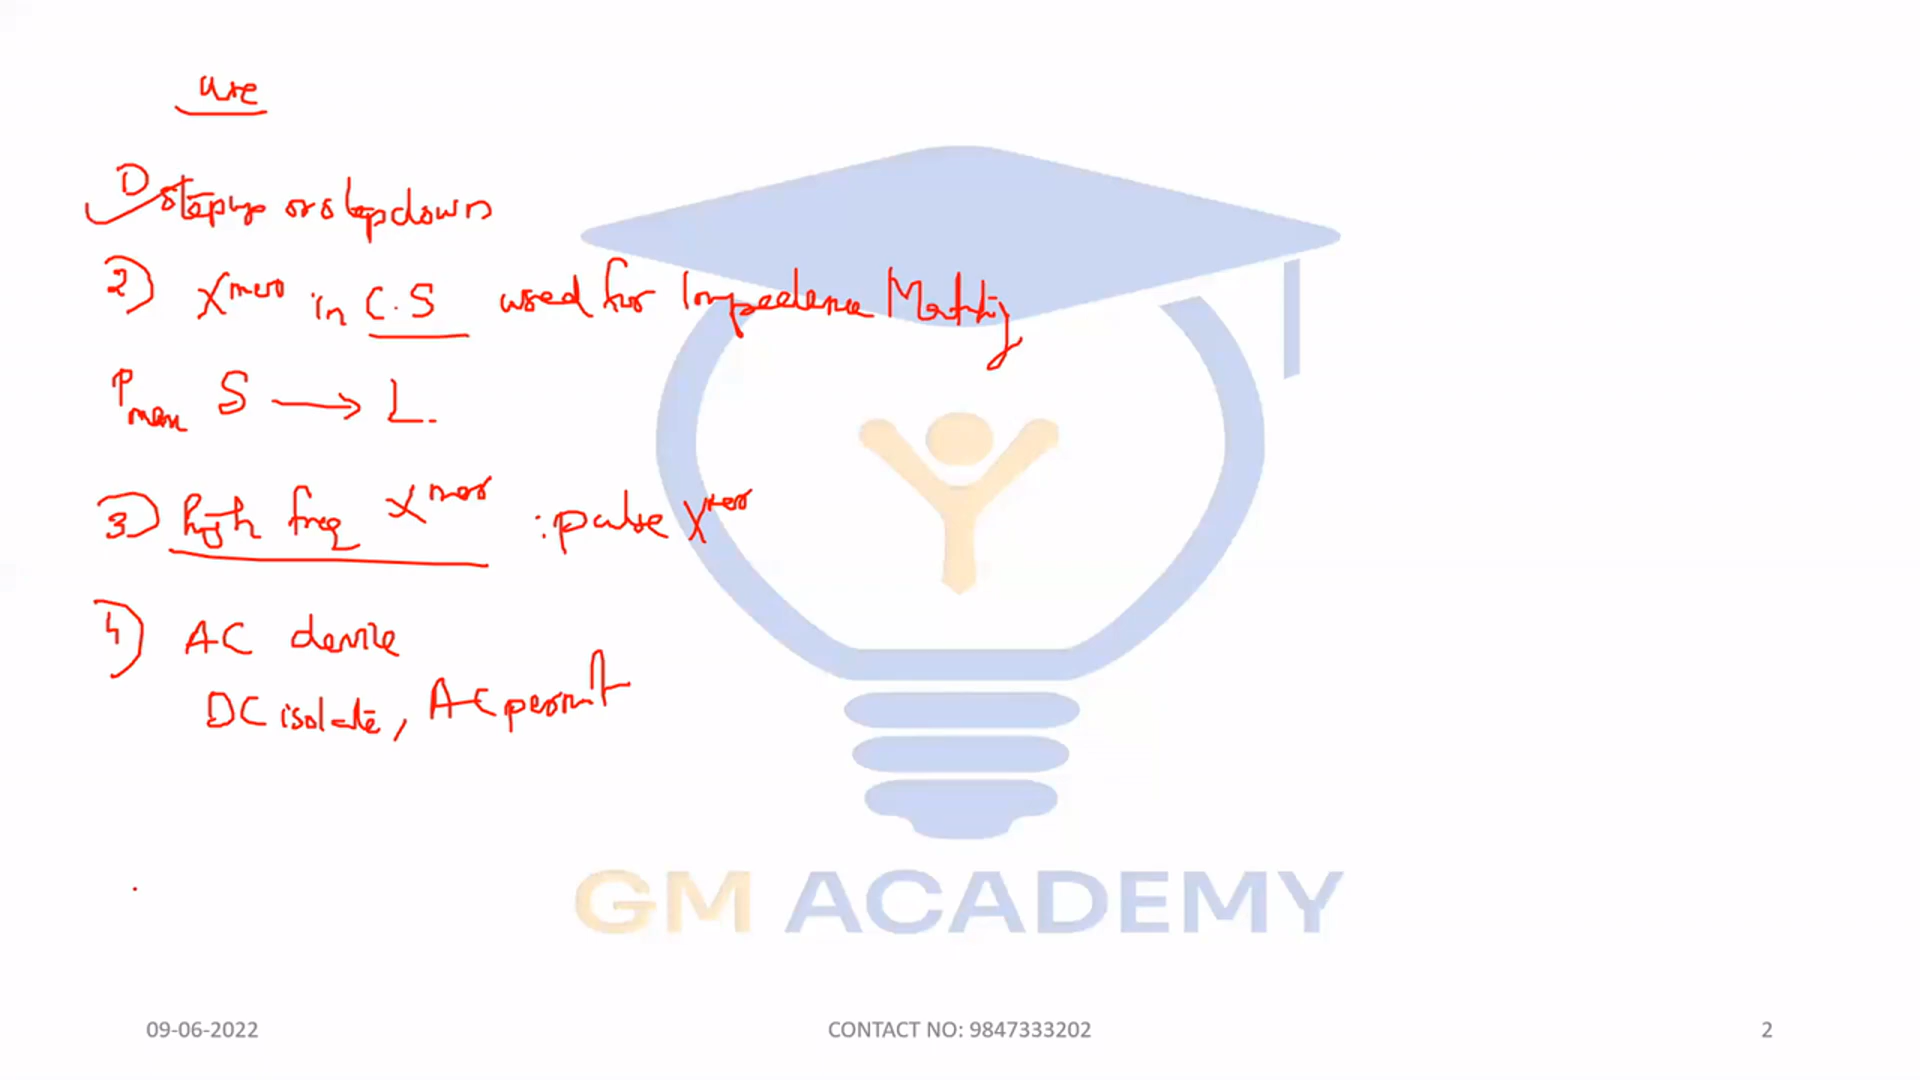 use
1) stepup or stepdown
2) Xmer in C.S used for Impedence Matching
Pmax S → L.
3) high freq Xmer : pulse Xmer
4) AC device
DC isolate, AC permit
GM ACADEMY
09-06-2022 CONTACT NO: 9847333202 2